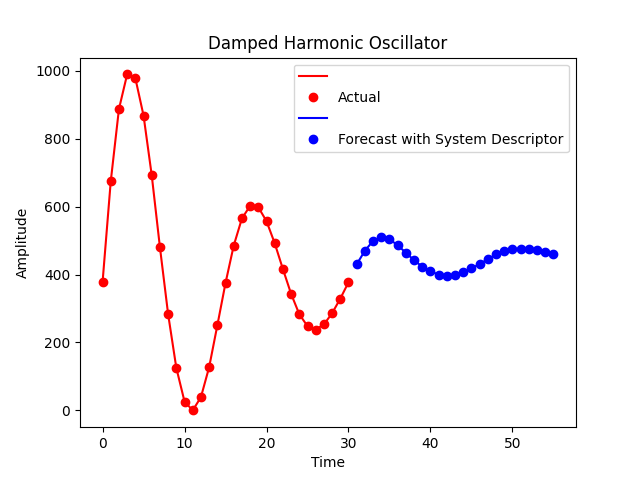 Damped Harmonic Oscillator
1000
800
600
400
200
0
Amplitude
Actual
Forecast with System Descriptor
0 10 20 30 40 50
Time